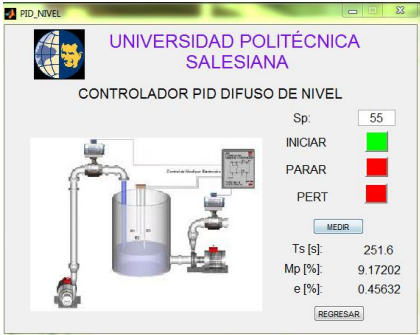 PID_NIVEL
UNIVERSIDAD POLITÉCNICA
SALESIANA
CONTROLADOR PID DIFUSO DE NIVEL
Sp: 55
INICIAR
PARAR
PERT
MEDIR
Ts [s]: 251.6
Mp [%]: 9.17202
e [%]: 0.45632
REGRESAR